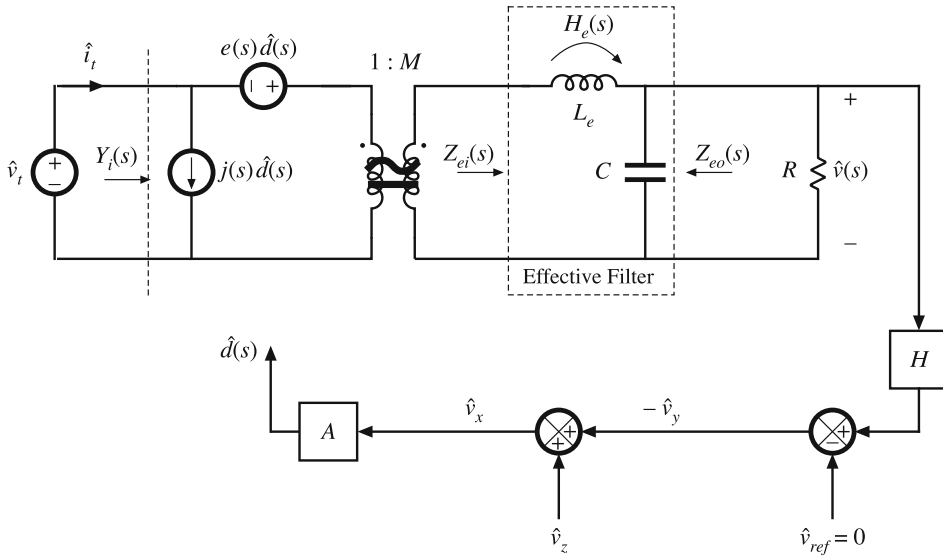 H_e(s)
e(s) d̂(s)
î_t
1 : M
L_e
+
v̂_t
+
−
Y_i(s)
j(s) d̂(s)
− +
Z_ei(s)
C
Z_eo(s)
R
v̂(s)
−
Effective Filter
d̂(s)
H
v̂_x
− v̂_y
A
+
+
+
−
v̂_z
v̂_ref = 0